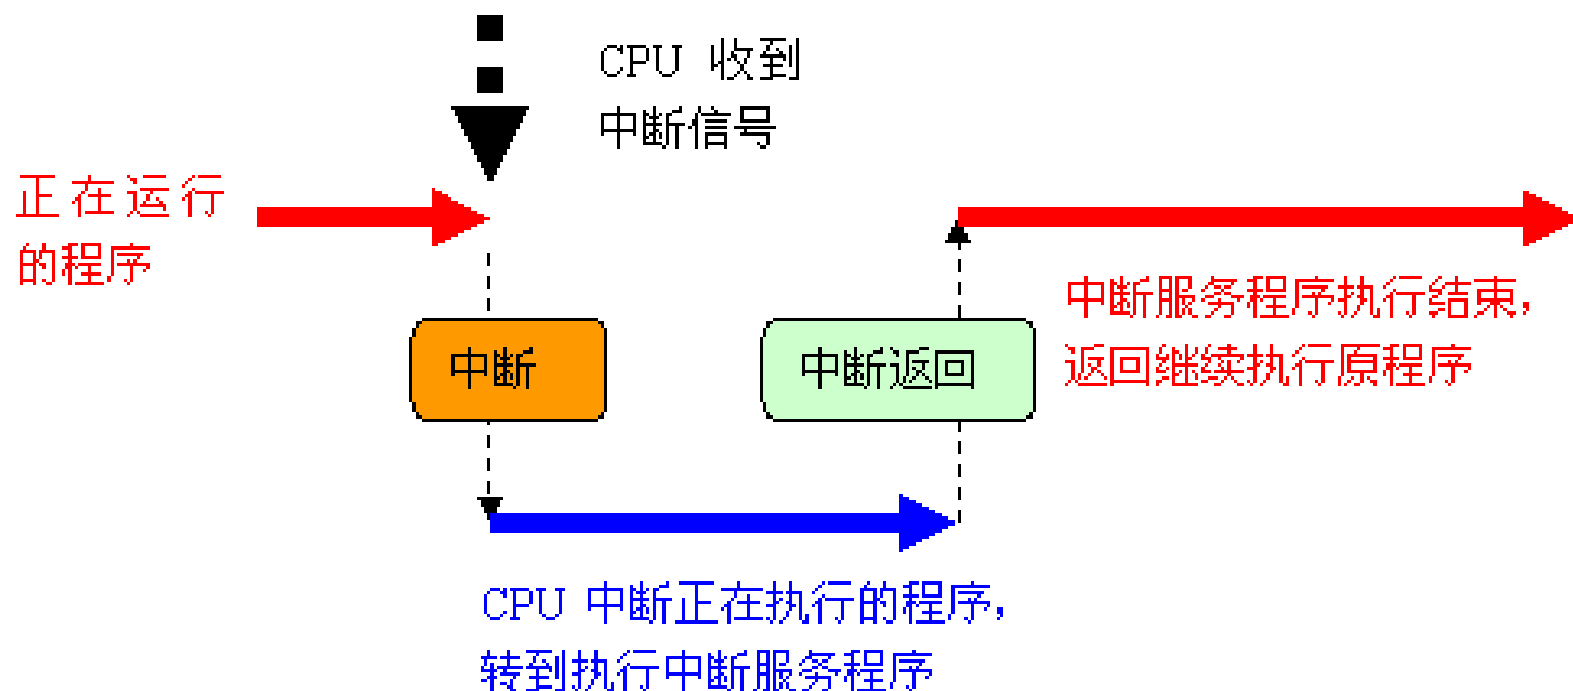 CPU 收到
中断信号
正在运行
的程序
中断服务程序执行结束，
返回继续执行原程序
中断
中断返回
CPU 中断正在执行的程序，
转到执行中断服务程序